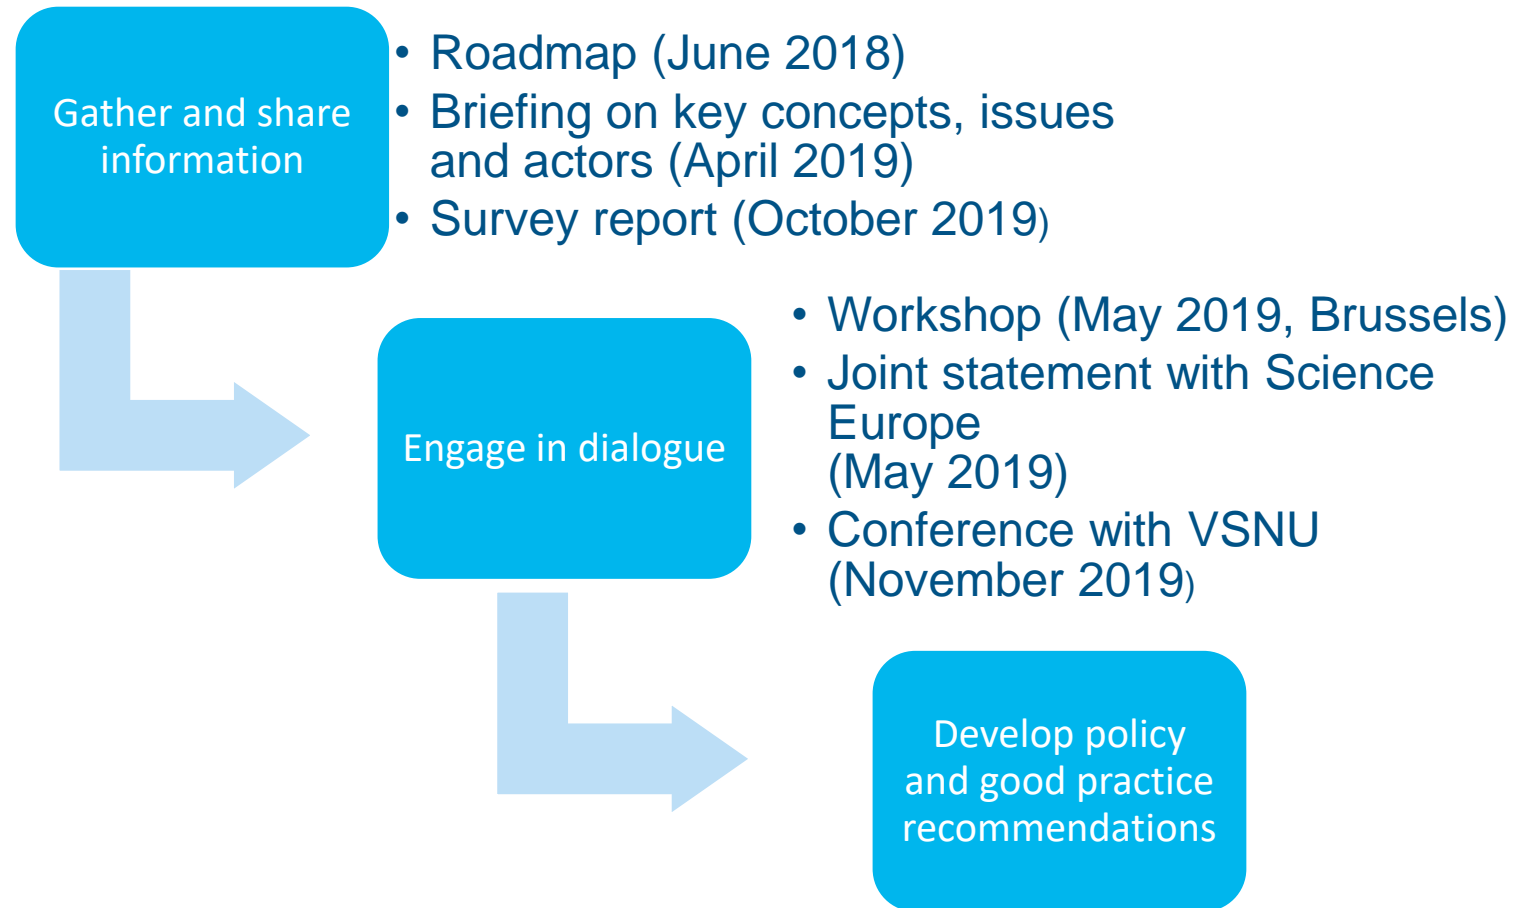 Gather and share
information
• Roadmap (June 2018)
• Briefing on key concepts, issues
and actors (April 2019)
• Survey report (October 2019)
Engage in dialogue
• Workshop (May 2019, Brussels)
• Joint statement with Science
Europe
(May 2019)
• Conference with VSNU
(November 2019)
Develop policy
and good practice
recommendations